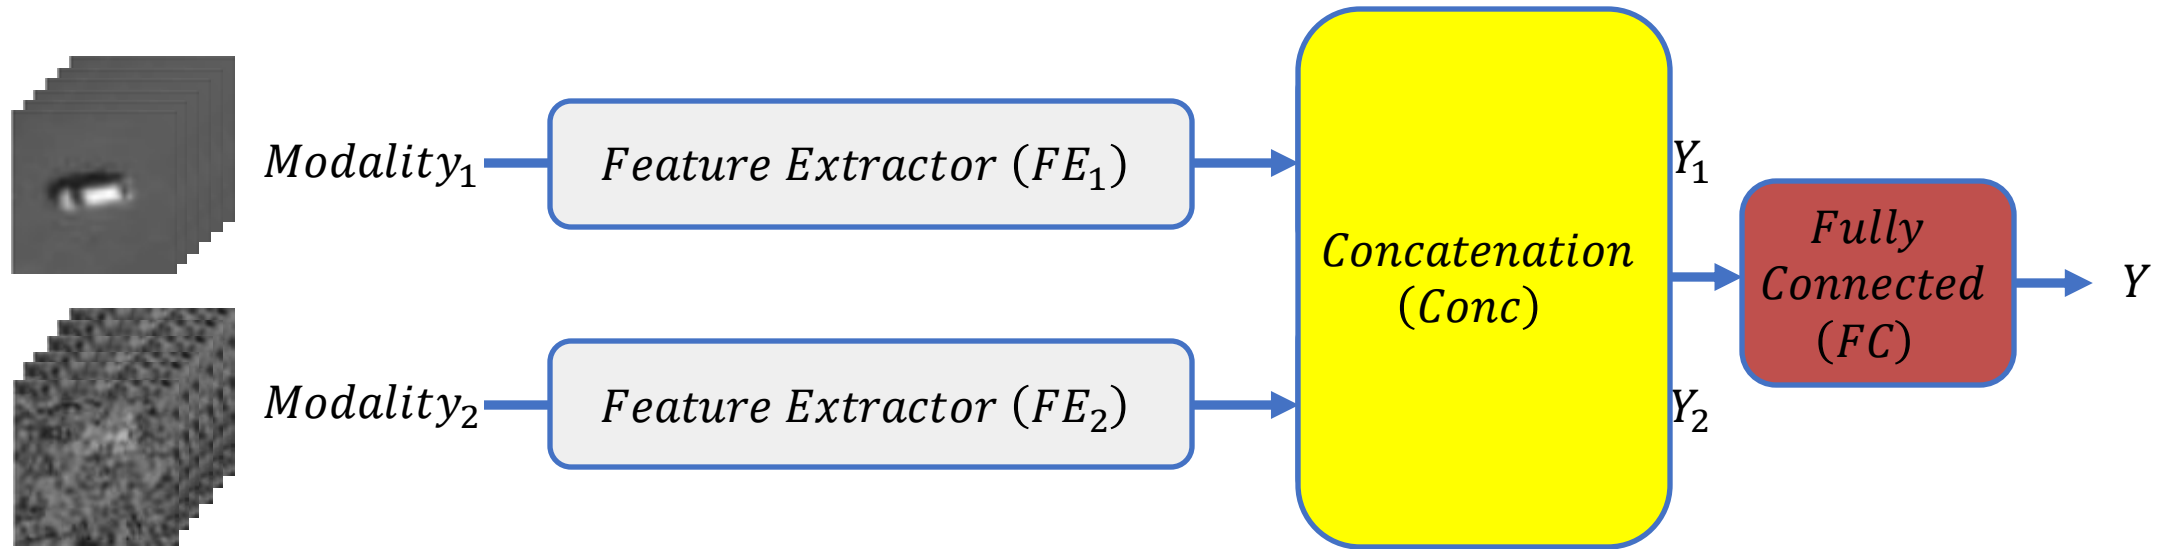 Modality₁
Feature Extractor (FE₁)
Modality₂
Feature Extractor (FE₂)
Concatenation
(Conc)
Y₁
Y₂
Fully
Connected
(FC)
Y